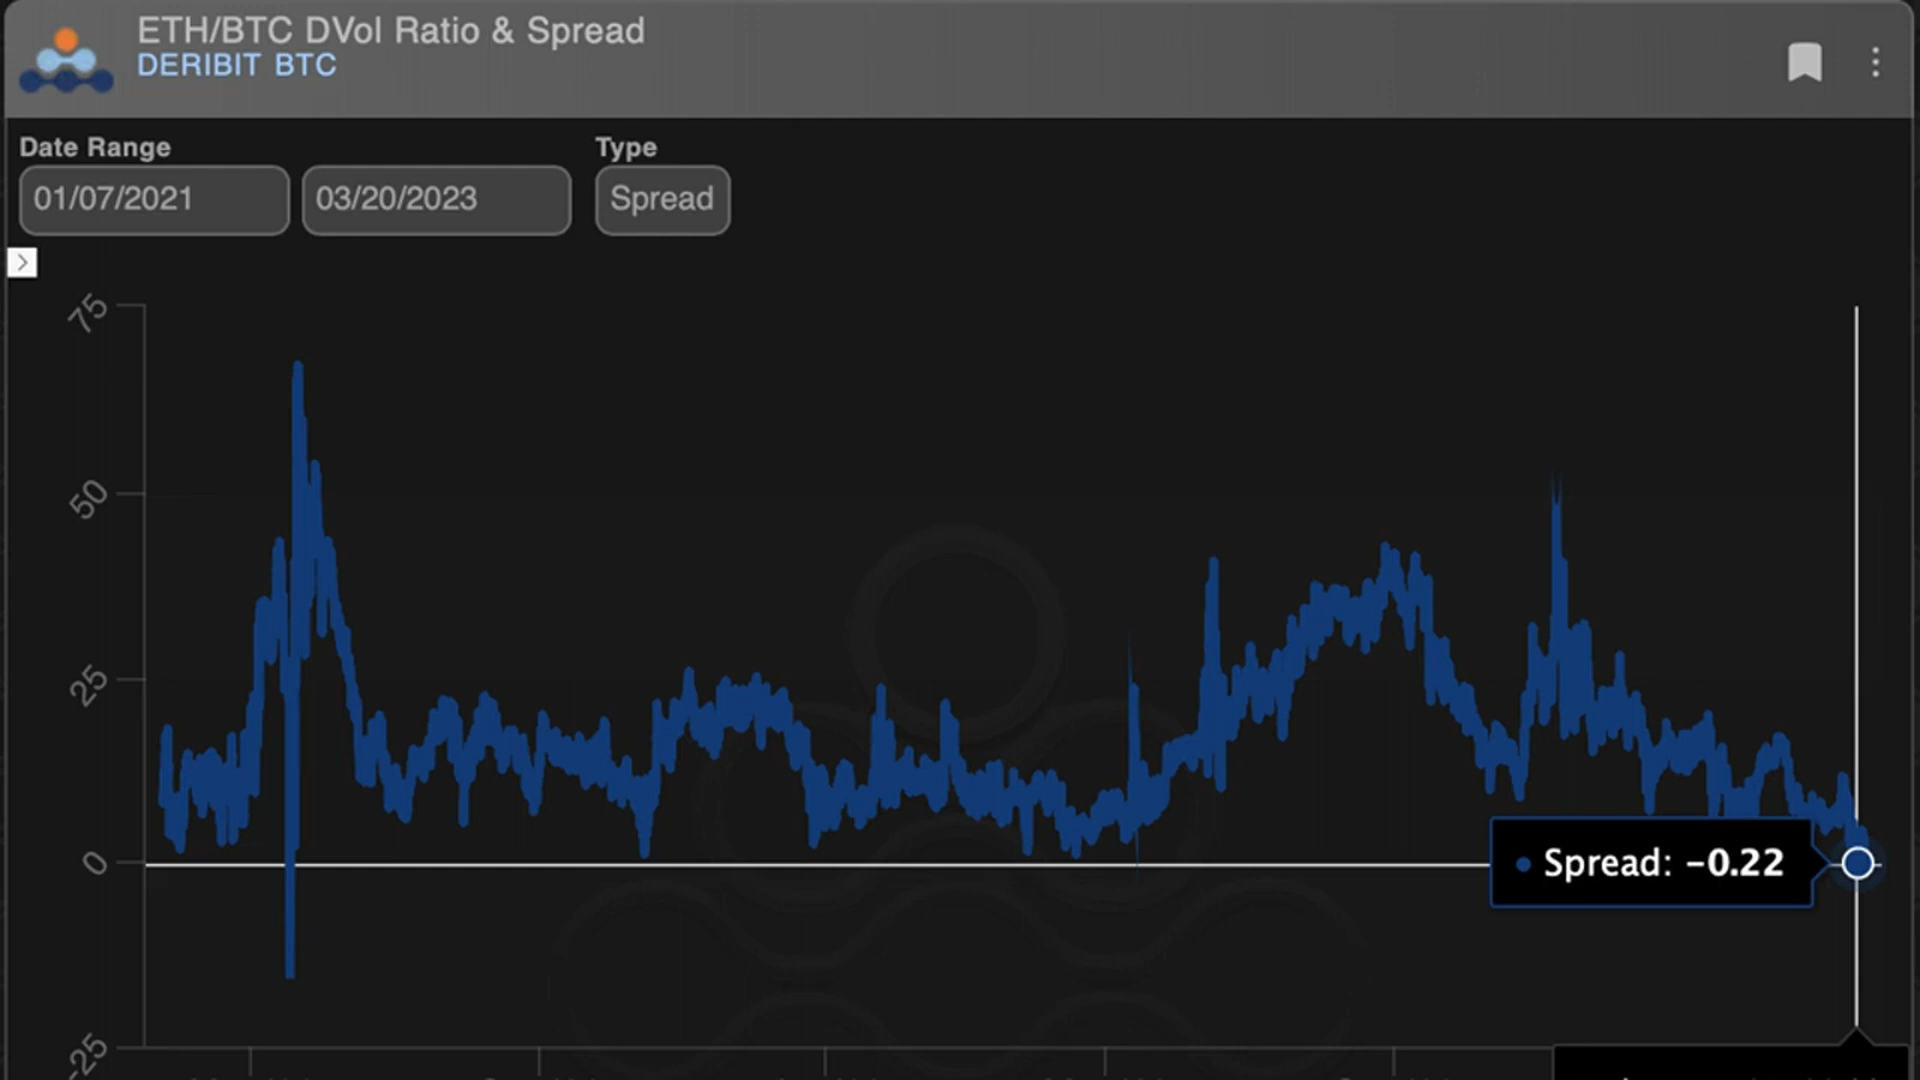 ETH/BTC DVol Ratio & Spread
DERIBIT BTC
Date Range
Type
01/07/2021
03/20/2023
Spread
75
50
25
0
-25
Spread: -0.22